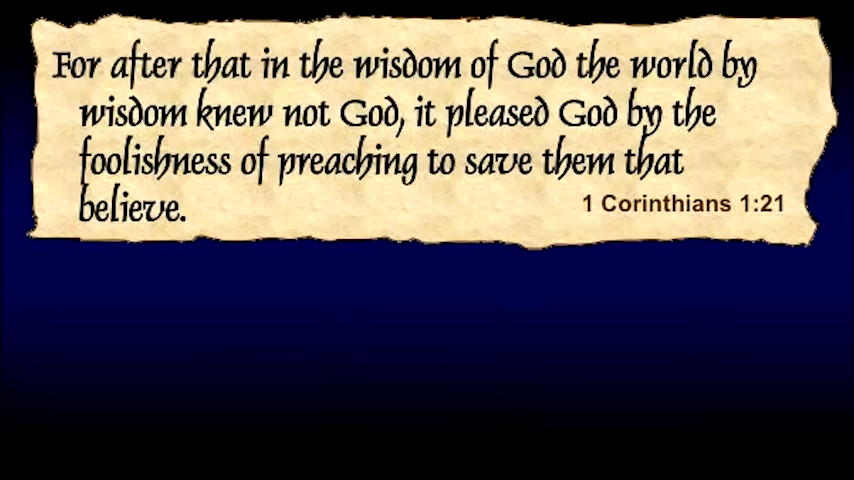 For after that in the wisdom of God the world by
wisdom knew not God, it pleased God by the
foolishness of preaching to save them that
believe.
1 Corinthians 1:21